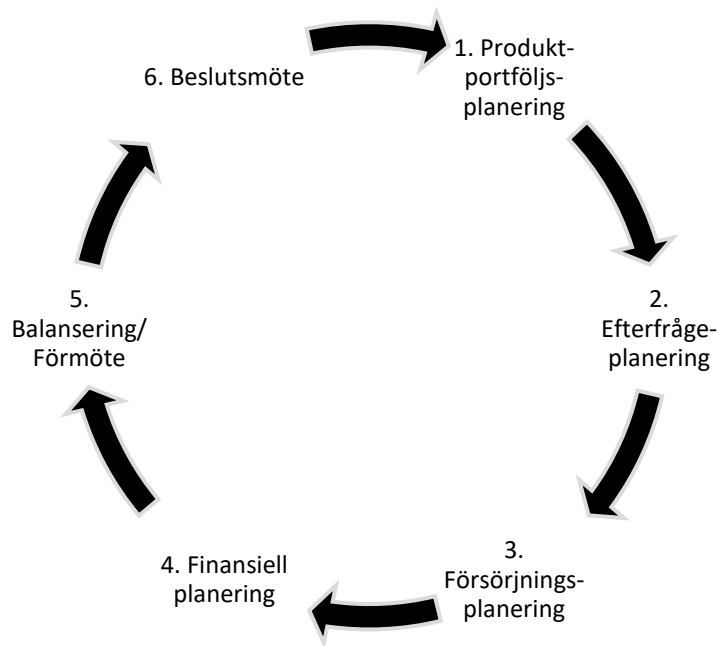 1. Produkt-
portföljs-
planering
2.
Efterfråge-
planering
3.
Försörjnings-
planering
4. Finansiell
planering
5.
Balansering/
Förmöte
6. Beslutsmöte